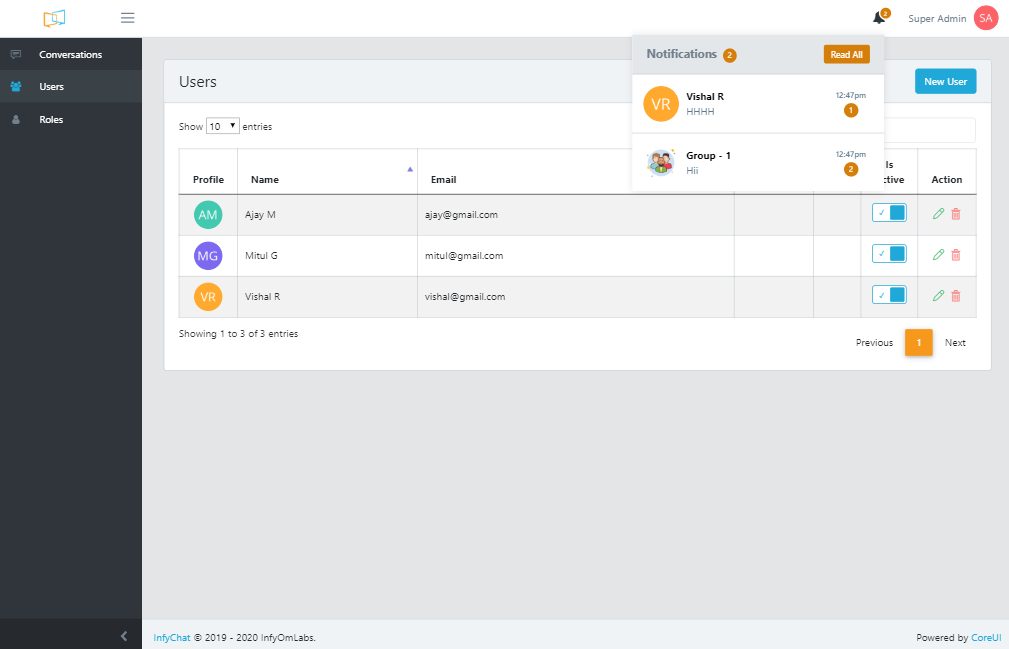 2
Super Admin
SA
Conversations
Users
Roles
Notifications 2
Read All
VR
Vishal R
HHHH
12:47pm
1
Group - 1
Hii
12:47pm
2
Users
New User
Show 10 entries
Profile
Name
Email
Is
ctive
Action
AM
Ajay M
ajay@gmail.com
MG
Mitul G
mitul@gmail.com
VR
Vishal R
vishal@gmail.com
Showing 1 to 3 of 3 entries
Previous
1
Next
InfyChat © 2019 - 2020 InfyOmLabs.
Powered by CoreUI